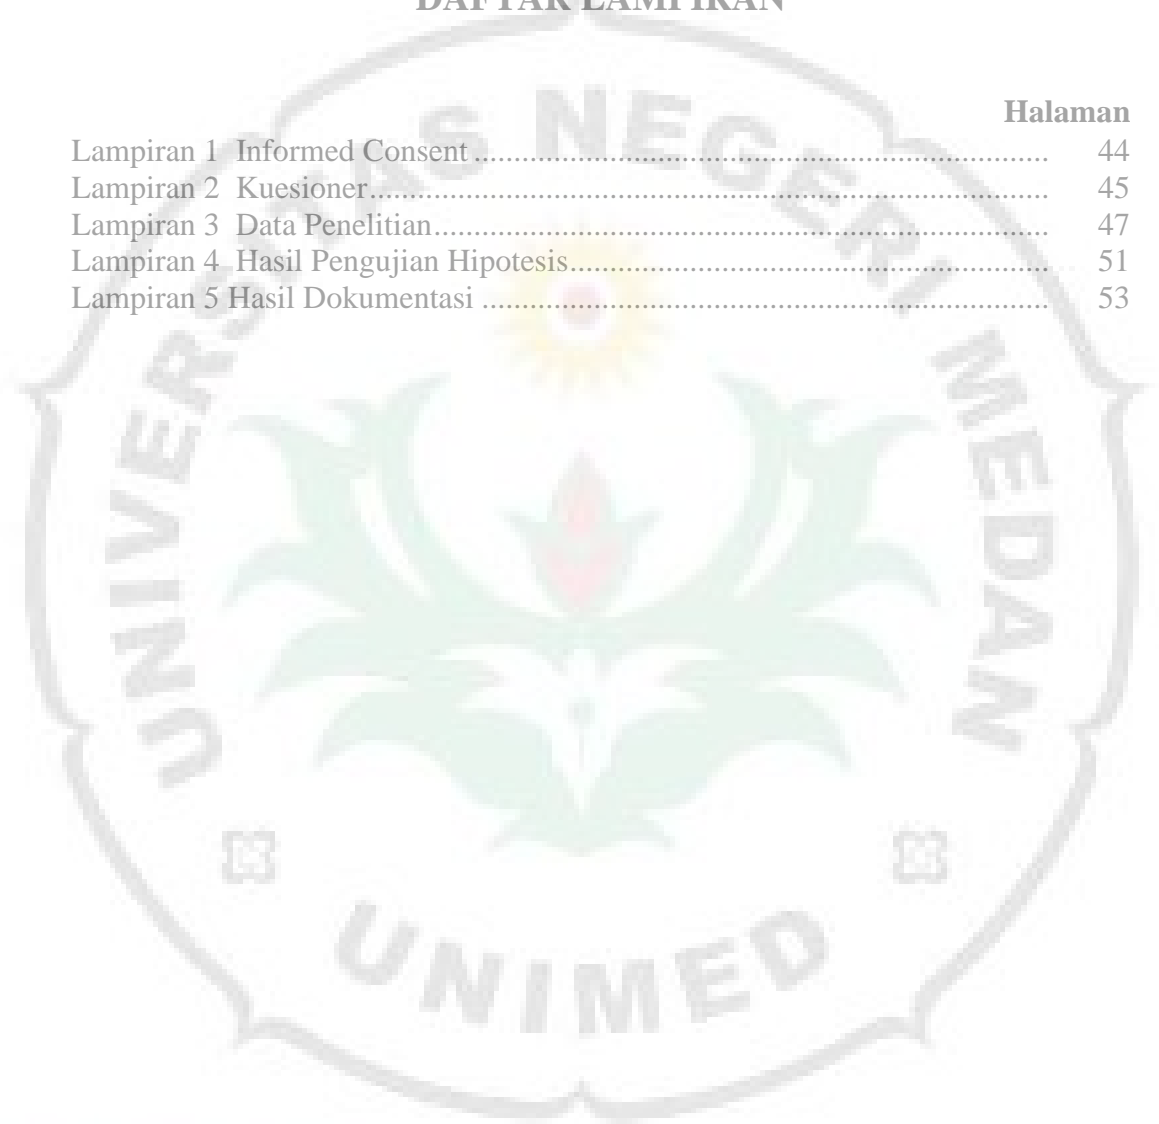 DAFTAR LAMPIRAN
Halaman
Lampiran 1 Informed Consent ........................................................................ 44
Lampiran 2 Kuesioner..................................................................................... 45
Lampiran 3 Data Penelitian............................................................................. 47
Lampiran 4 Hasil Pengujian Hipotesis............................................................ 51
Lampiran 5 Hasil Dokumentasi ....................................................................... 53
UNIVERSITAS NEGERI MEDAN
UNIMED